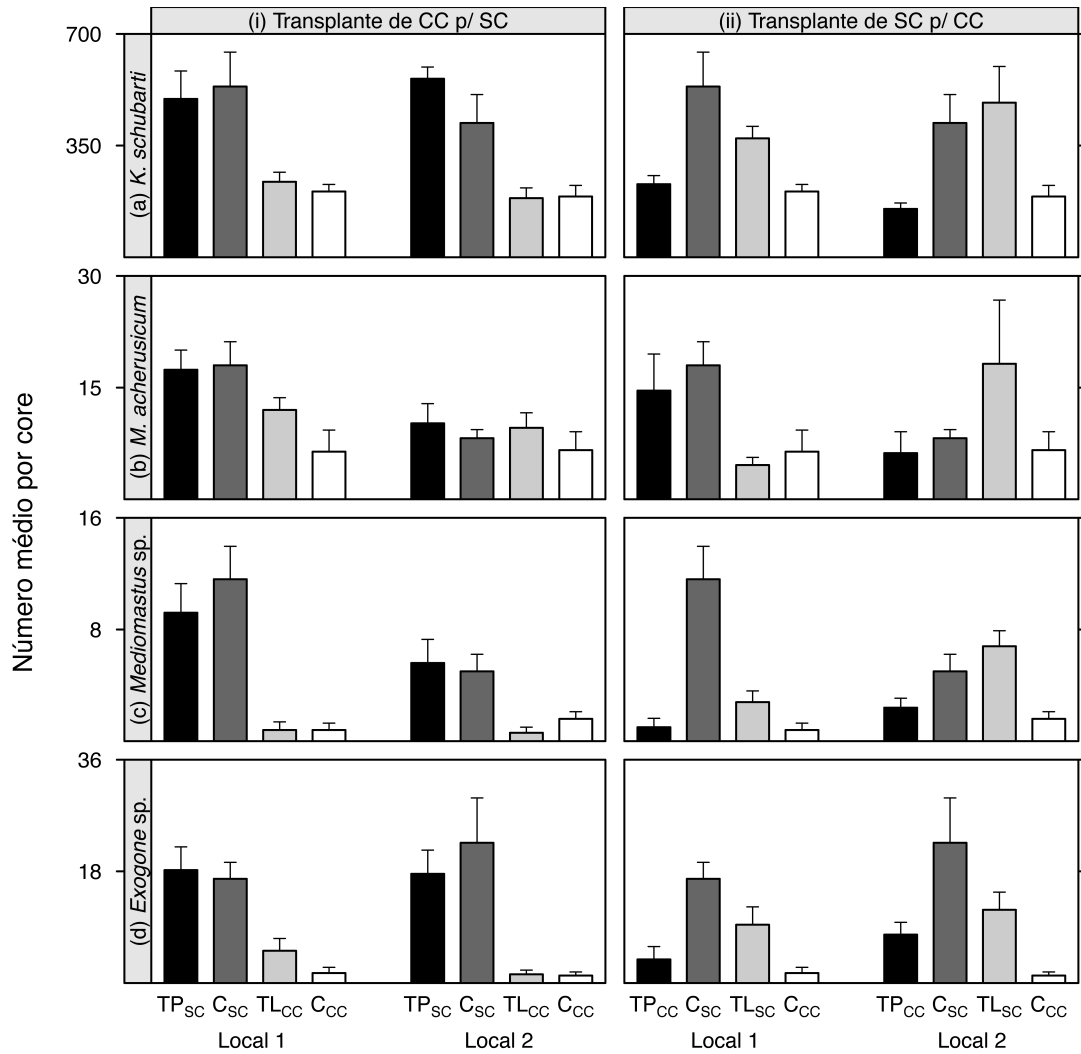 (i) Transplante de CC p/ SC
(ii) Transplante de SC p/ CC
Número médio por core
(a) K. schubarti
700
350
(b) M. acherusicum
30
15
(c) Mediomastus sp.
16
8
(d) Exogone sp.
36
18
TPSC CSC TLCC CCC TPSC CSC TLCC CCC TPCC CSC TLSC CCC TPCC CSC TLSC CCC
Local 1 Local 2 Local 1 Local 2